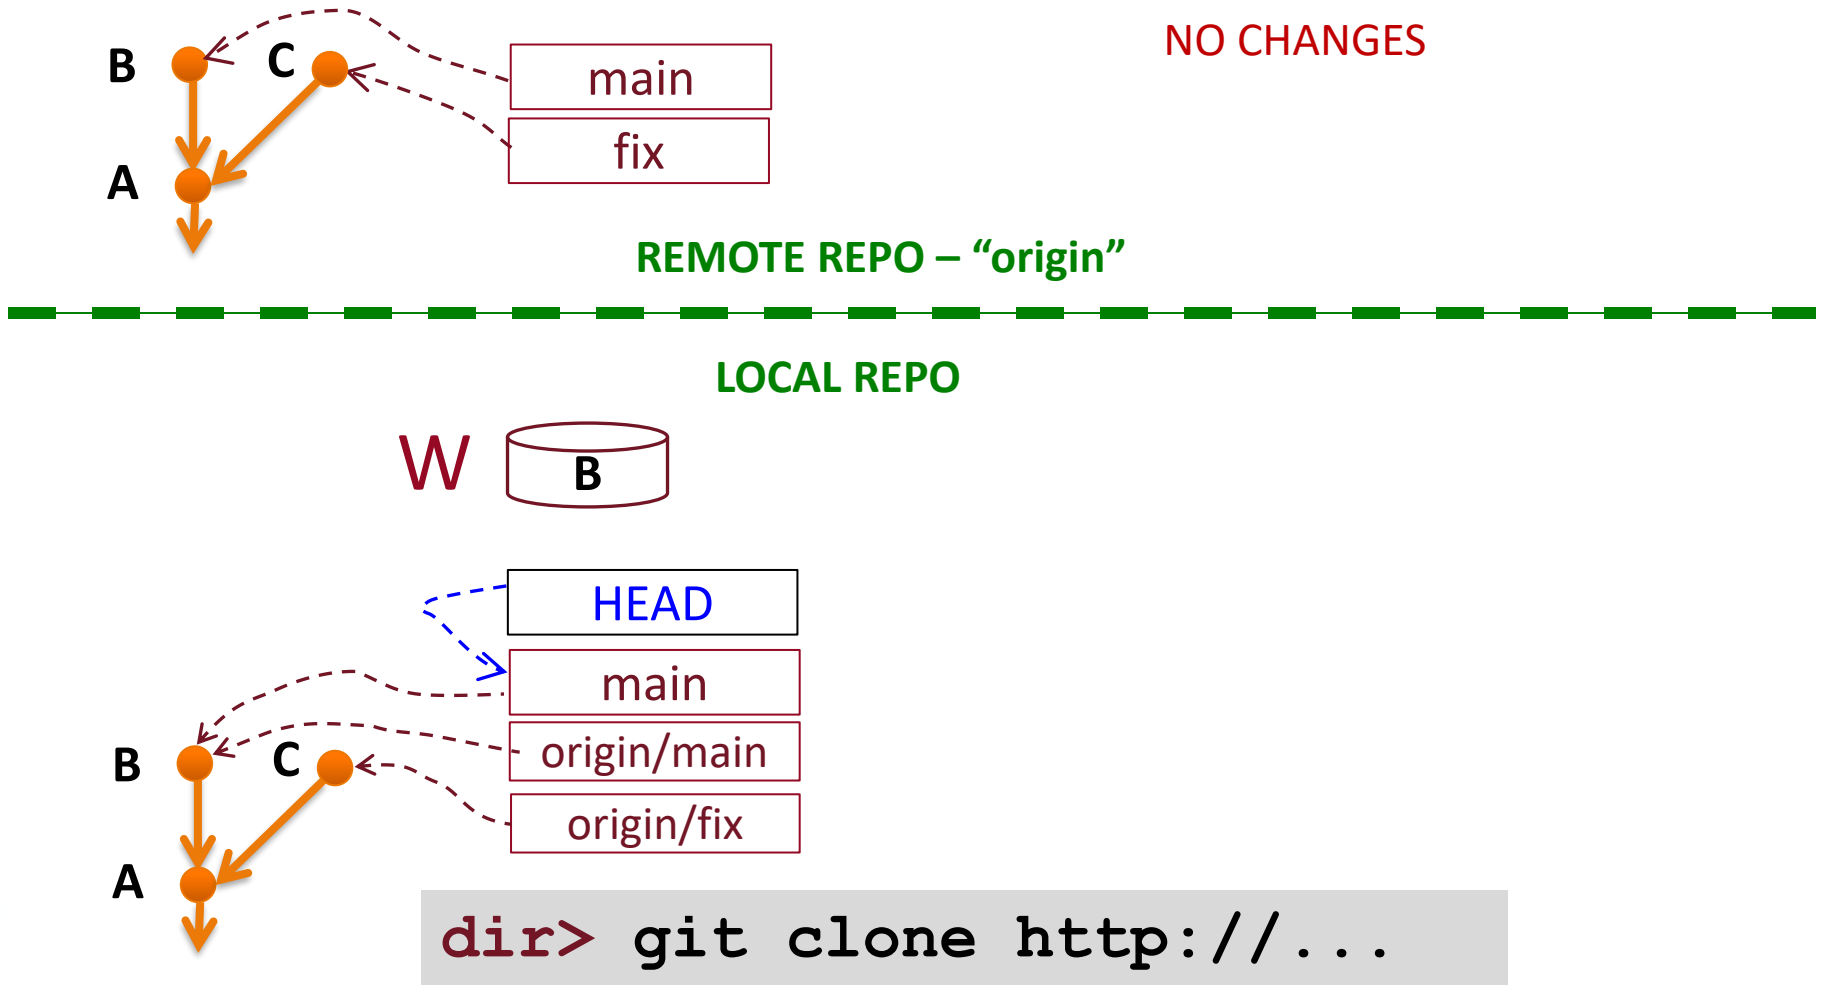 NO CHANGES
B
C
main
fix
A
REMOTE REPO – “origin”
LOCAL REPO
W
B
HEAD
main
B
C
origin/main
origin/fix
A
dir> git clone http://...